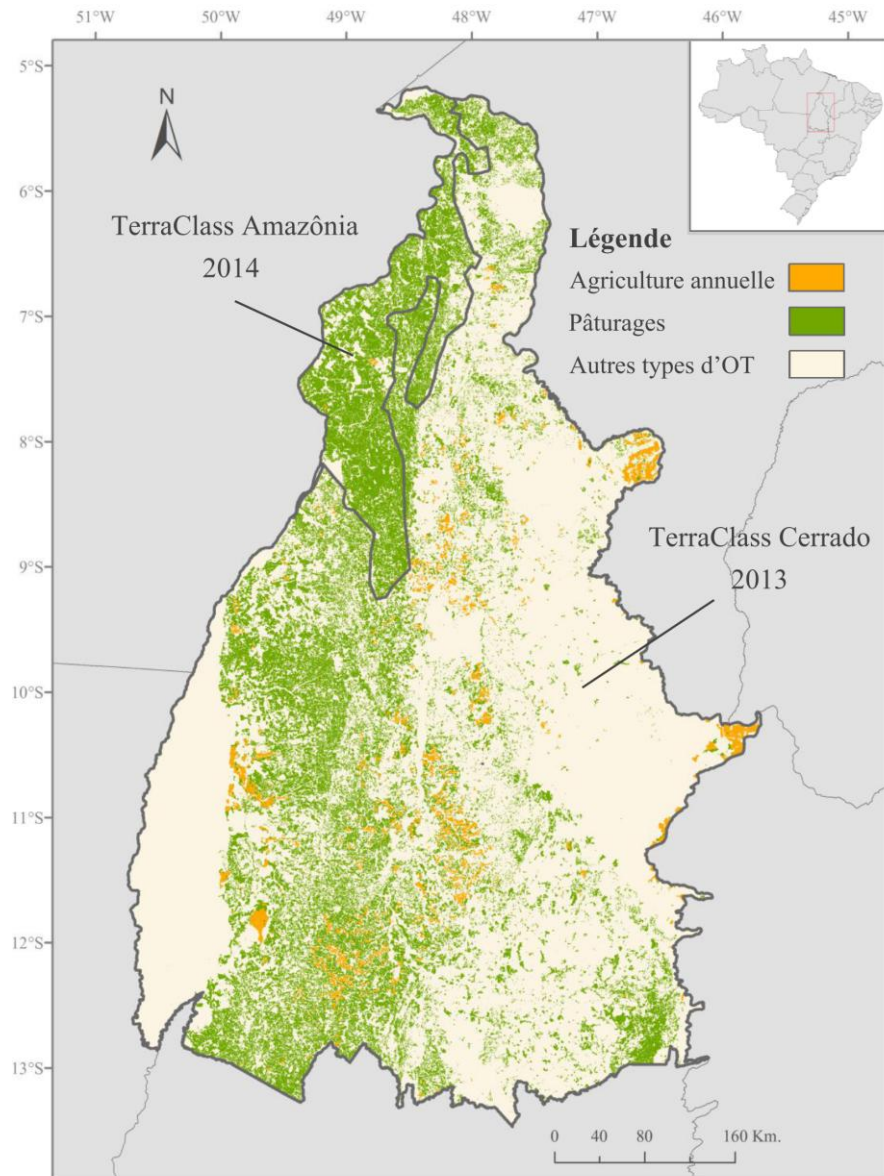 51°W 50°W 49°W 48°W 47°W 46°W 45°W
5°S
6°S
7°S
8°S
9°S
10°S
11°S
12°S
13°S
N
TerraClass Amazônia
2014
Légende
Agriculture annuelle
Pâturages
Autres types d'OT
TerraClass Cerrado
2013
0 40 80 160 Km.